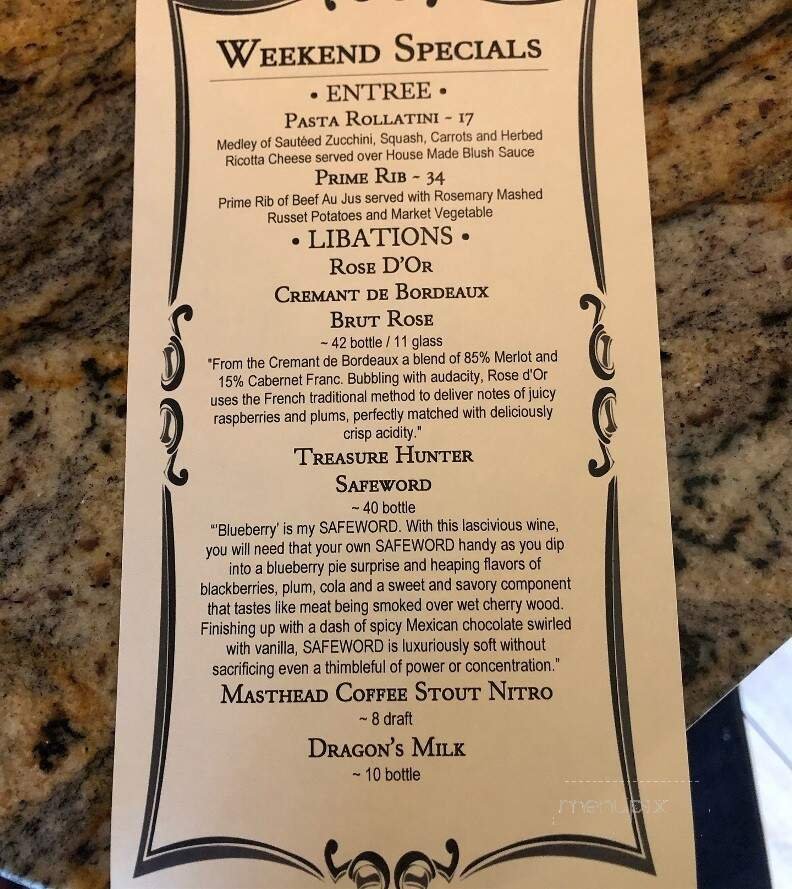 Weekend Specials
• ENTREE •
Pasta Rollatini ~ 17
Medley of Sautéed Zucchini, Squash, Carrots and Herbed
Ricotta Cheese served over House Made Blush Sauce
Prime Rib ~ 34
Prime Rib of Beef Au Jus served with Rosemary Mashed
Russet Potatoes and Market Vegetable
• LIBATIONS •
Rose D'Or
Cremant de Bordeaux
Brut Rose
~ 42 bottle / 11 glass
"From the Cremant de Bordeaux a blend of 85% Merlot and
15% Cabernet Franc. Bubbling with audacity, Rose d'Or
uses the French traditional method to deliver notes of juicy
raspberries and plums, perfectly matched with deliciously
crisp acidity."
Treasure Hunter
Safeword
~ 40 bottle
"'Blueberry' is my SAFEWORD. With this lascivious wine,
you will need that your own SAFEWORD handy as you dip
into a blueberry pie surprise and heaping flavors of
blackberries, plum, cola and a sweet and savory component
that tastes like meat being smoked over wet cherry wood.
Finishing up with a dash of spicy Mexican chocolate swirled
with vanilla, SAFEWORD is luxuriously soft without
sacrificing even a thimbleful of power or concentration."
Masthead Coffee Stout Nitro
~ 8 draft
Dragon's Milk
~ 10 bottle
menupix